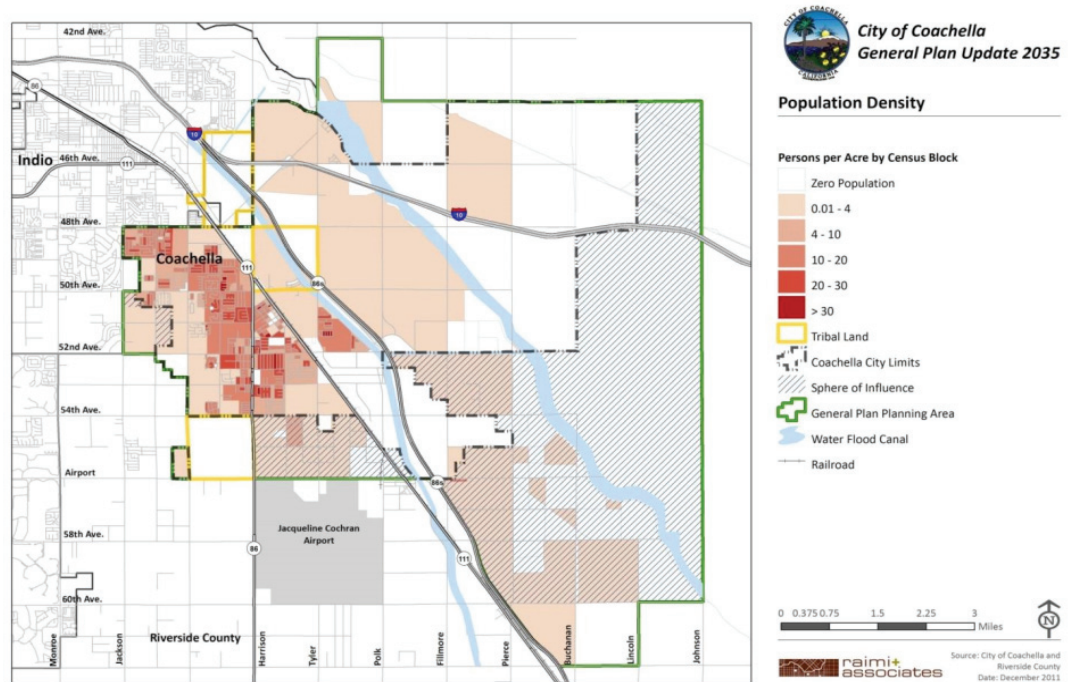 42nd Ave.
86
10
Indio
46th Ave.
111
10
48th Ave.
Coachella
111
50th Ave.
86s
52nd Ave.
54th Ave.
Airport
86s
Jacqueline Cochran
Airport
58th Ave.
86
111
60th Ave.
Riverside County
Monroe
Jackson
Harrison
Tyler
Polk
Fillmore
Pierce
Buchanan
Lincoln
Johnson
CITY OF COACHELLA
CALIFORNIA
City of Coachella
General Plan Update 2035
Population Density
Persons per Acre by Census Block
Zero Population
0.01 - 4
4 - 10
10 - 20
20 - 30
> 30
Tribal Land
Coachella City Limits
Sphere of Influence
General Plan Planning Area
Water Flood Canal
Railroad
0 0.375 0.75 1.5 2.25 3
Miles
N
raimi+
associates
Source: City of Coachella and
Riverside County
Date: December 2011